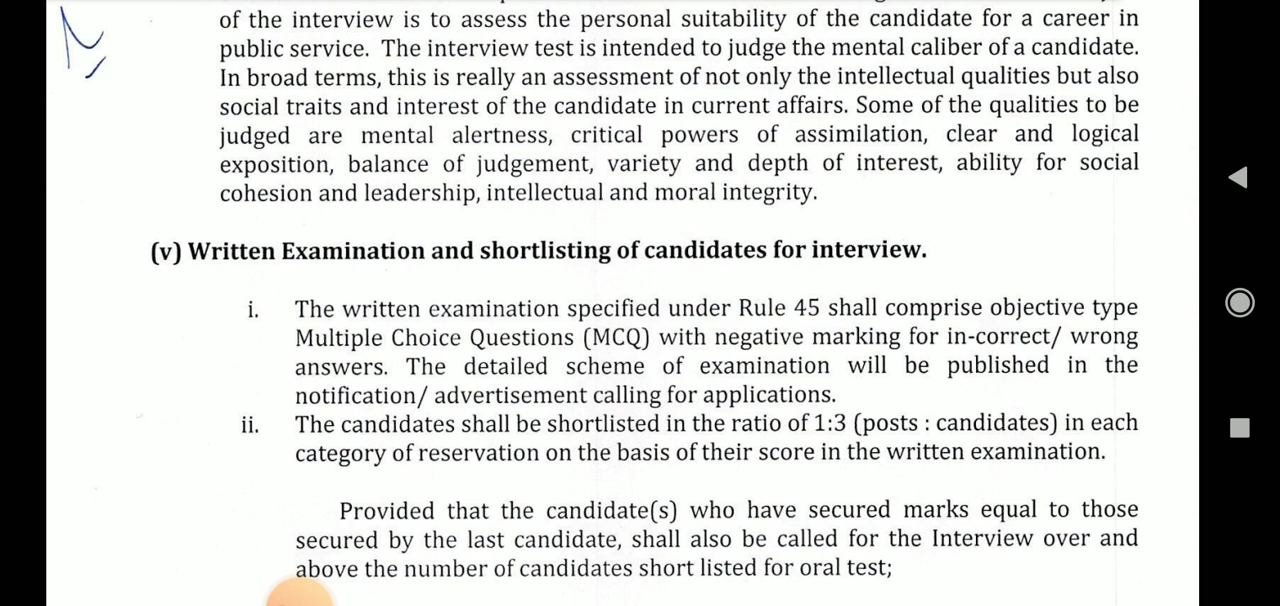 of the interview is to assess the personal suitability of the candidate for a career in
public service. The interview test is intended to judge the mental caliber of a candidate.
In broad terms, this is really an assessment of not only the intellectual qualities but also
social traits and interest of the candidate in current affairs. Some of the qualities to be
judged are mental alertness, critical powers of assimilation, clear and logical
exposition, balance of judgement, variety and depth of interest, ability for social
cohesion and leadership, intellectual and moral integrity.
(v) Written Examination and shortlisting of candidates for interview.
i. The written examination specified under Rule 45 shall comprise objective type
Multiple Choice Questions (MCQ) with negative marking for in-correct/ wrong
answers. The detailed scheme of examination will be published in the
notification/ advertisement calling for applications.
ii. The candidates shall be shortlisted in the ratio of 1:3 (posts : candidates) in each
category of reservation on the basis of their score in the written examination.
Provided that the candidate(s) who have secured marks equal to those
secured by the last candidate, shall also be called for the Interview over and
above the number of candidates short listed for oral test;